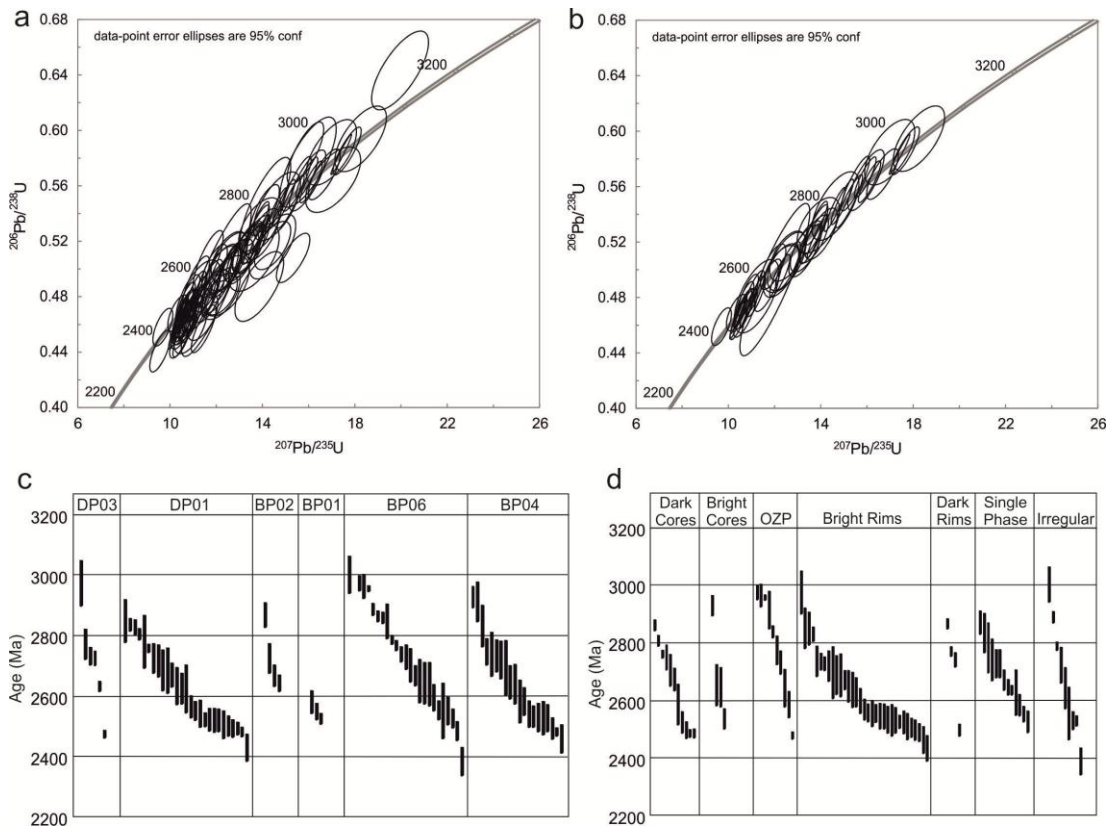 a
data-point error ellipses are 95% conf
0.68
0.64
0.60
0.56
0.52
0.48
0.44
0.40
206Pb/238U
3200
3000
2800
2600
2400
2200
6 10 14 18 22 26
207Pb/235U
b
data-point error ellipses are 95% conf
0.68
0.64
0.60
0.56
0.52
0.48
0.44
0.40
206Pb/238U
3200
3000
2800
2600
2400
2200
6 10 14 18 22 26
207Pb/235U
c
DP03 DP01 BP02 BP01 BP06 BP04
3200
3000
2800
2600
2400
2200
Age (Ma)
d
Dark Cores
Bright Cores
OZP
Bright Rims
Dark Rims
Single Phase
Irregular
3200
3000
2800
2600
2400
2200
Age (Ma)